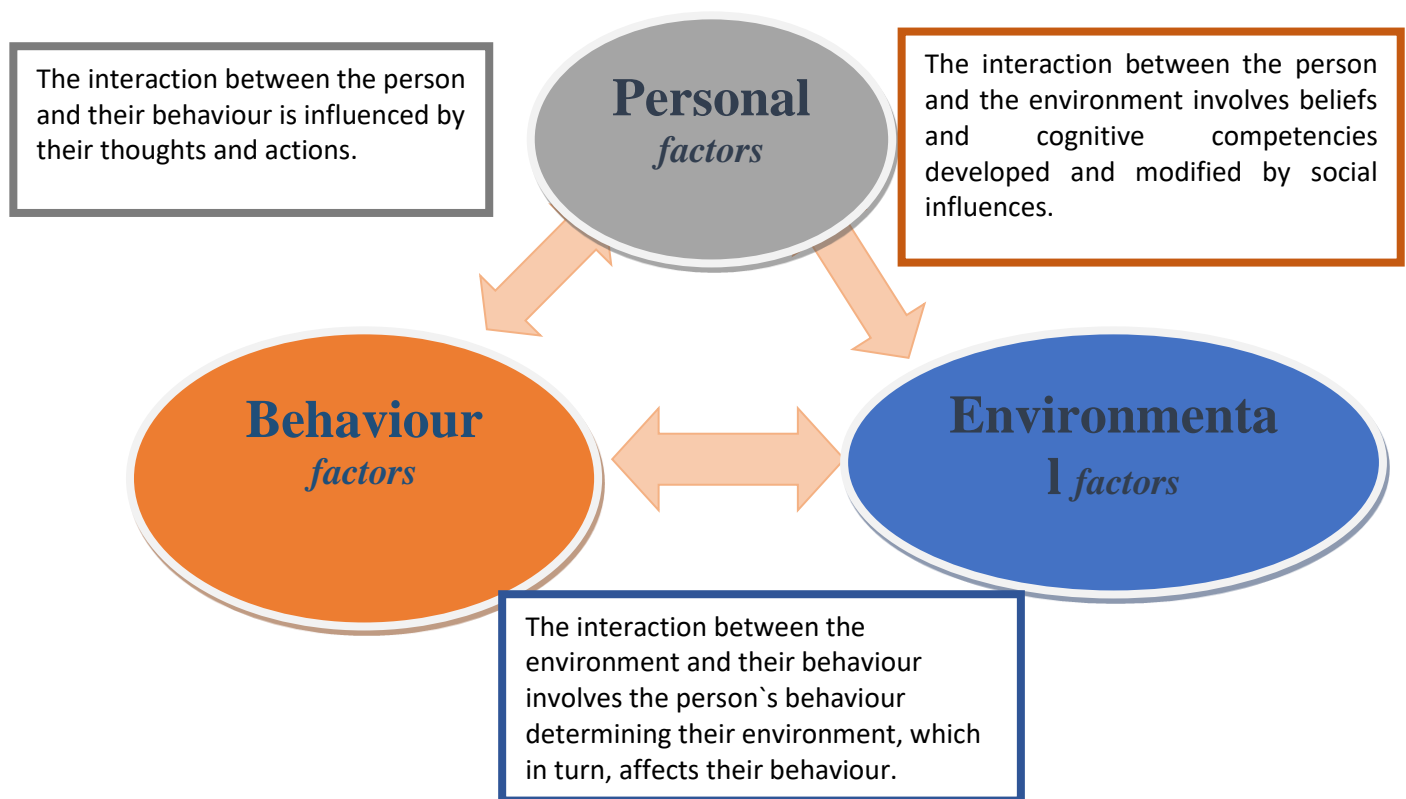 The interaction between the person
and their behaviour is influenced by
their thoughts and actions.
Personal
factors
The interaction between the person
and the environment involves beliefs
and cognitive competencies
developed and modified by social
influences.
Behaviour
factors
Environmenta
l factors
The interaction between the
environment and their behaviour
involves the person`s behaviour
determining their environment, which
in turn, affects their behaviour.